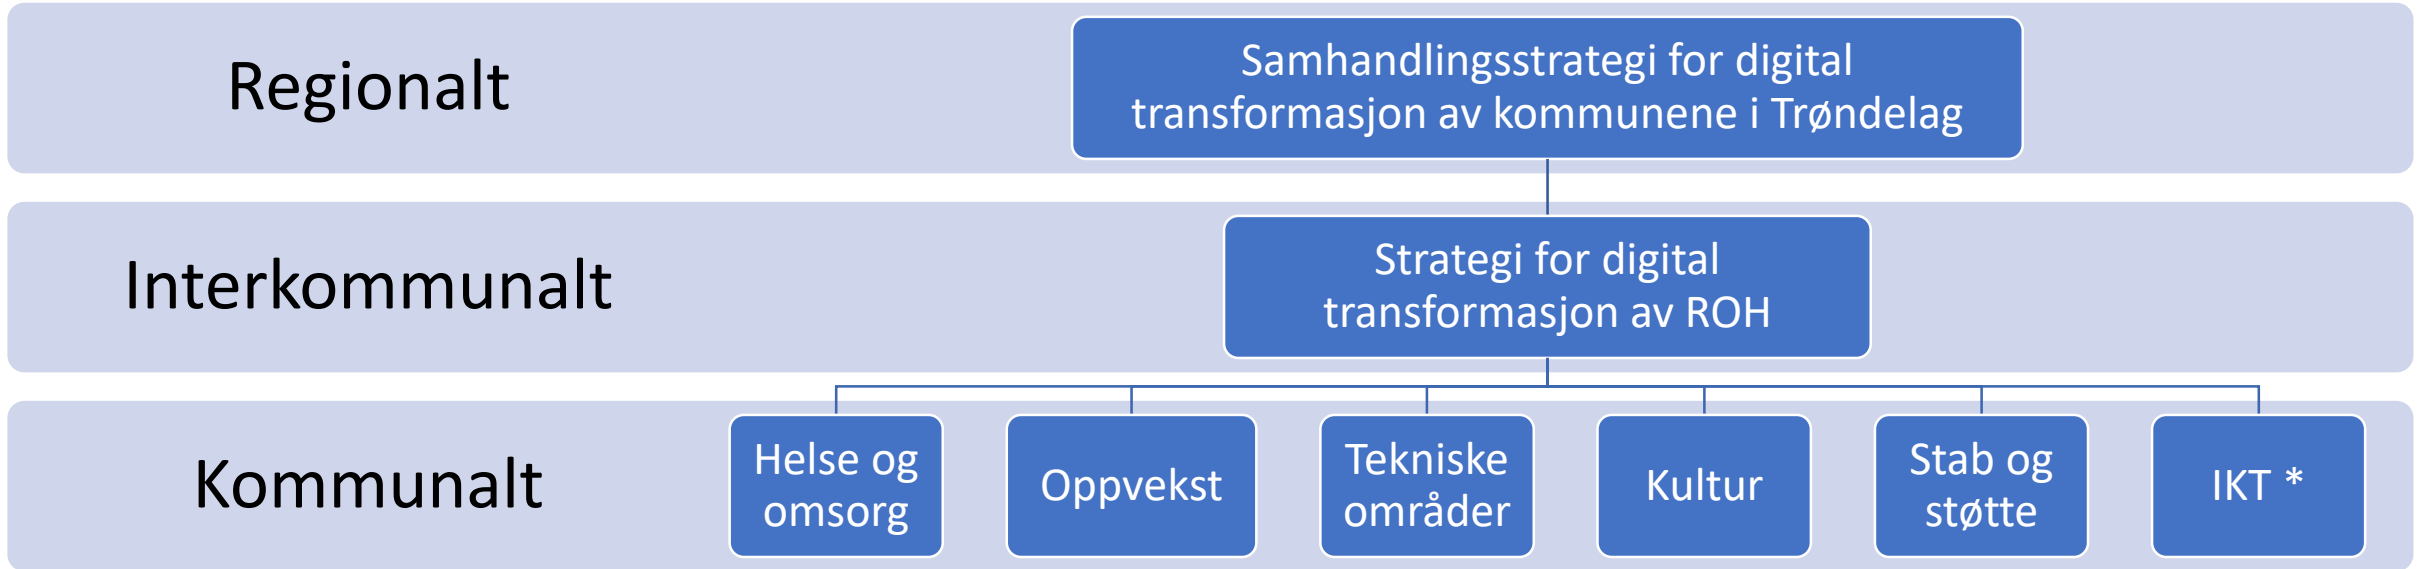 Regionalt
Samhandlingsstrategi for digital
transformasjon av kommunene i Trøndelag
Interkommunalt
Strategi for digital
transformasjon av ROH
Kommunalt
Helse og
omsorg
Oppvekst
Tekniske
områder
Kultur
Stab og
støtte
IKT *